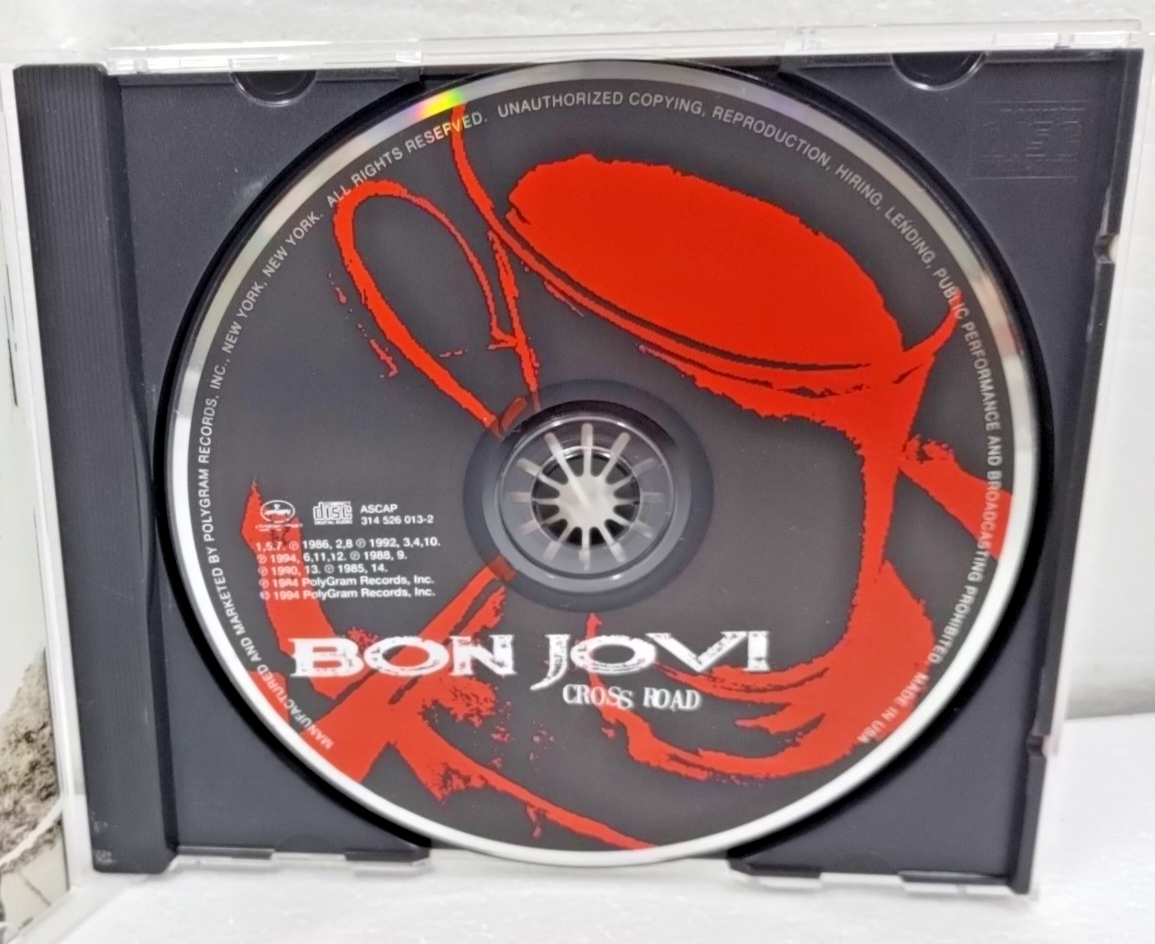 MANUFACTURED AND MARKETED BY POLYGRAM RECORDS, INC., NEW YORK, NEW YORK. ALL RIGHTS RESERVED. UNAUTHORIZED COPYING, REPRODUCTION, HIRING, LENDING, PUBLIC PERFORMANCE AND BROADCASTING PROHIBITED. MADE IN USA
disc
DIGITAL AUDIO
ASCAP
314 526 013-2
1,5,7. ℗ 1986, 2,8 ℗ 1992, 3,4,10.
℗ 1994, 6,11,12. ℗ 1988, 9.
℗ 1990, 13. ℗ 1985, 14.
℗ 1984 PolyGram Records, Inc.
© 1994 PolyGram Records, Inc.
BON JOVI
CROSS ROAD